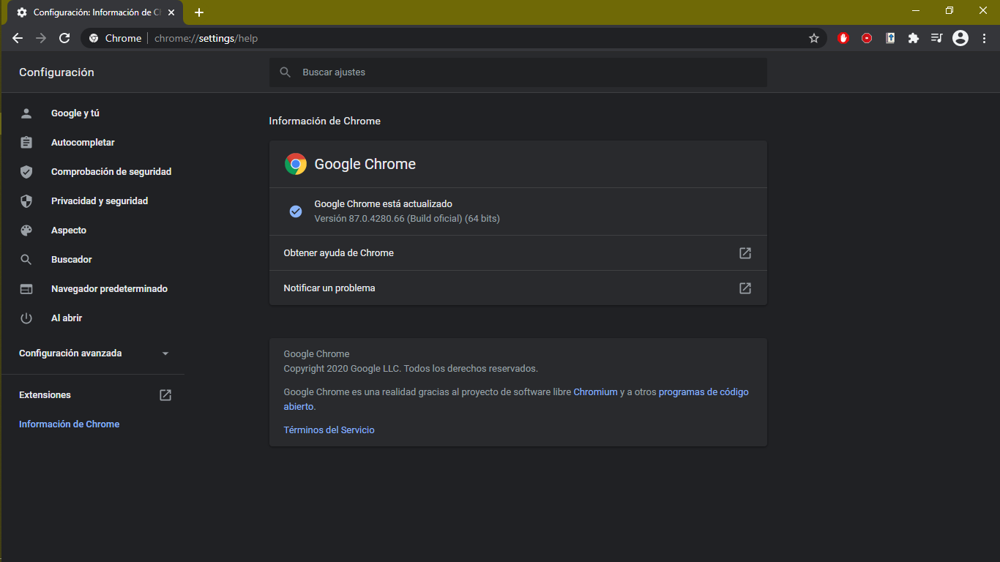 Configuración: Información de C
Chrome
chrome://settings/help
Configuración
Buscar ajustes
Google y tú
Autocompletar
Comprobación de seguridad
Privacidad y seguridad
Aspecto
Buscador
Navegador predeterminado
Al abrir
Configuración avanzada
Extensiones
Información de Chrome
Información de Chrome
Google Chrome
Google Chrome está actualizado
Versión 87.0.4280.66 (Build oficial) (64 bits)
Obtener ayuda de Chrome
Notificar un problema
Google Chrome
Copyright 2020 Google LLC. Todos los derechos reservados.
Google Chrome es una realidad gracias al proyecto de software libre Chromium y a otros programas de código
abierto.
Términos del Servicio